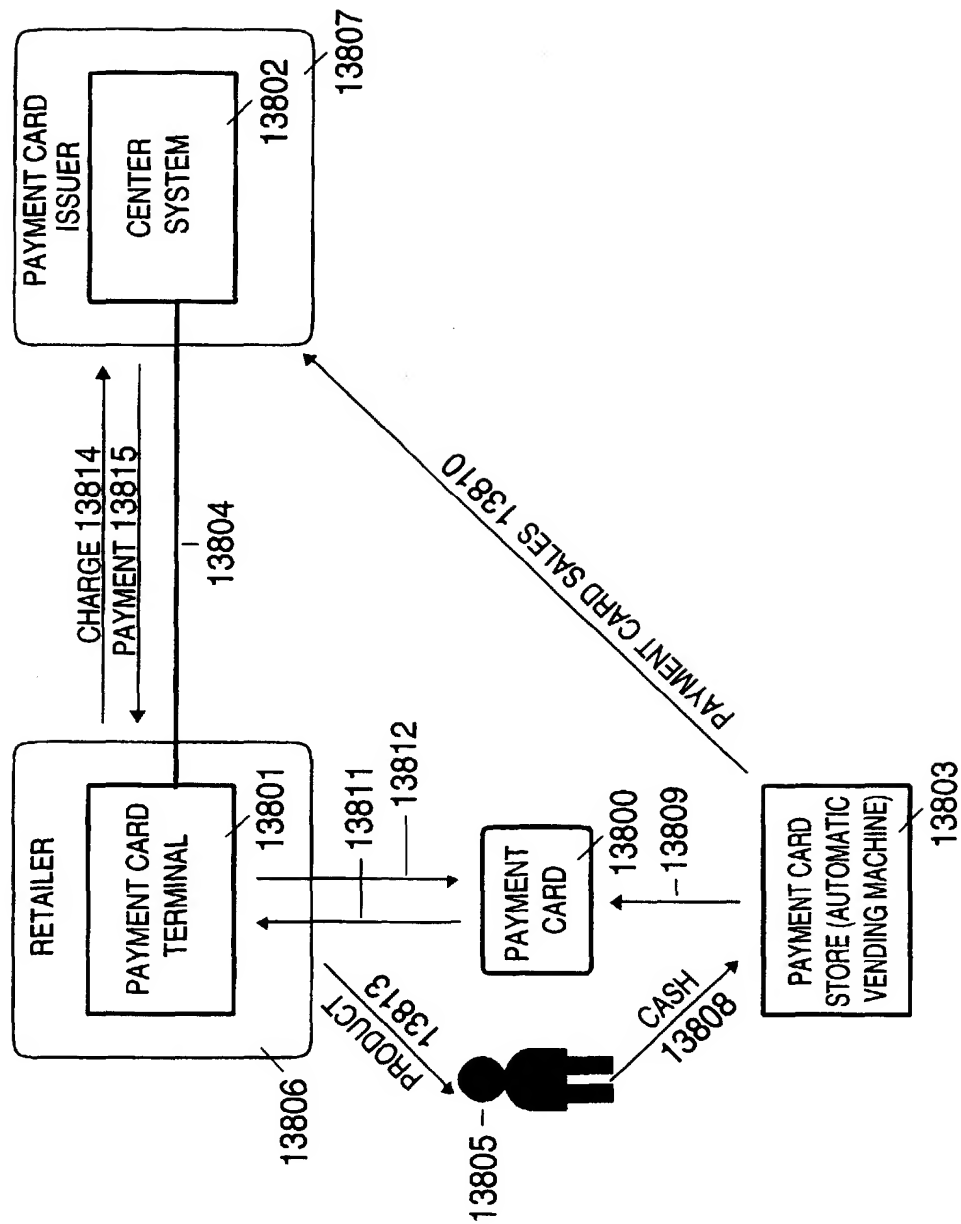 RETAILER
PAYMENT CARD
TERMINAL
13801
13806
CHARGE 13814
PAYMENT 13815
13804
PAYMENT CARD
ISSUER
CENTER
SYSTEM
13802
13807
13811
13812
PRODUCT
13813
13805
PAYMENT
CARD
13800
13809
CASH
13808
PAYMENT CARD SALES 13810
PAYMENT CARD
STORE (AUTOMATIC
VENDING MACHINE)
13803